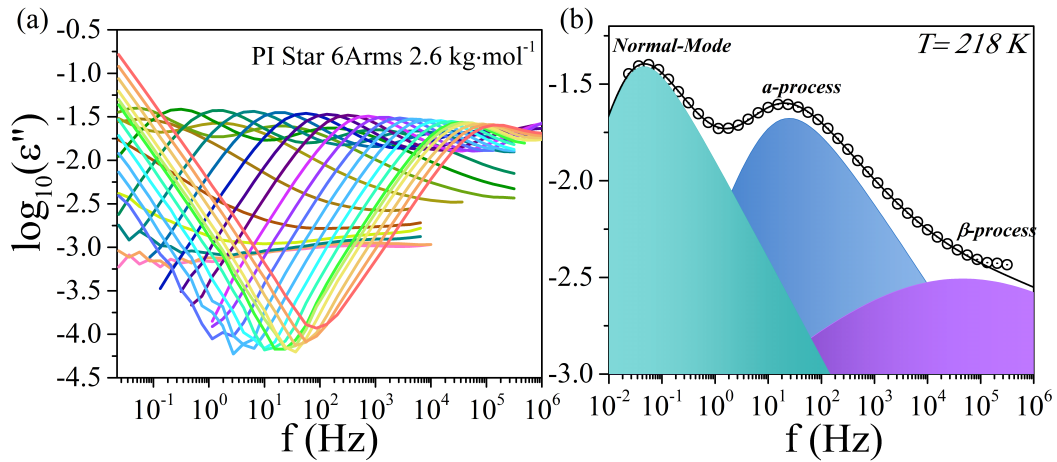 (a)
PI Star 6Arms 2.6 kg·mol⁻¹
log₁₀(ε'')
-0.5
-1.0
-1.5
-2.0
-2.5
-3.0
-3.5
-4.0
-4.5
10⁻¹ 10⁰ 10¹ 10² 10³ 10⁴ 10⁵ 10⁶
f (Hz)
(b)
T= 218 K
Normal-Mode
a-process
β-process
-1.5
-2.0
-2.5
-3.0
10⁻² 10⁻¹ 10⁰ 10¹ 10² 10³ 10⁴ 10⁵ 10⁶
f (Hz)